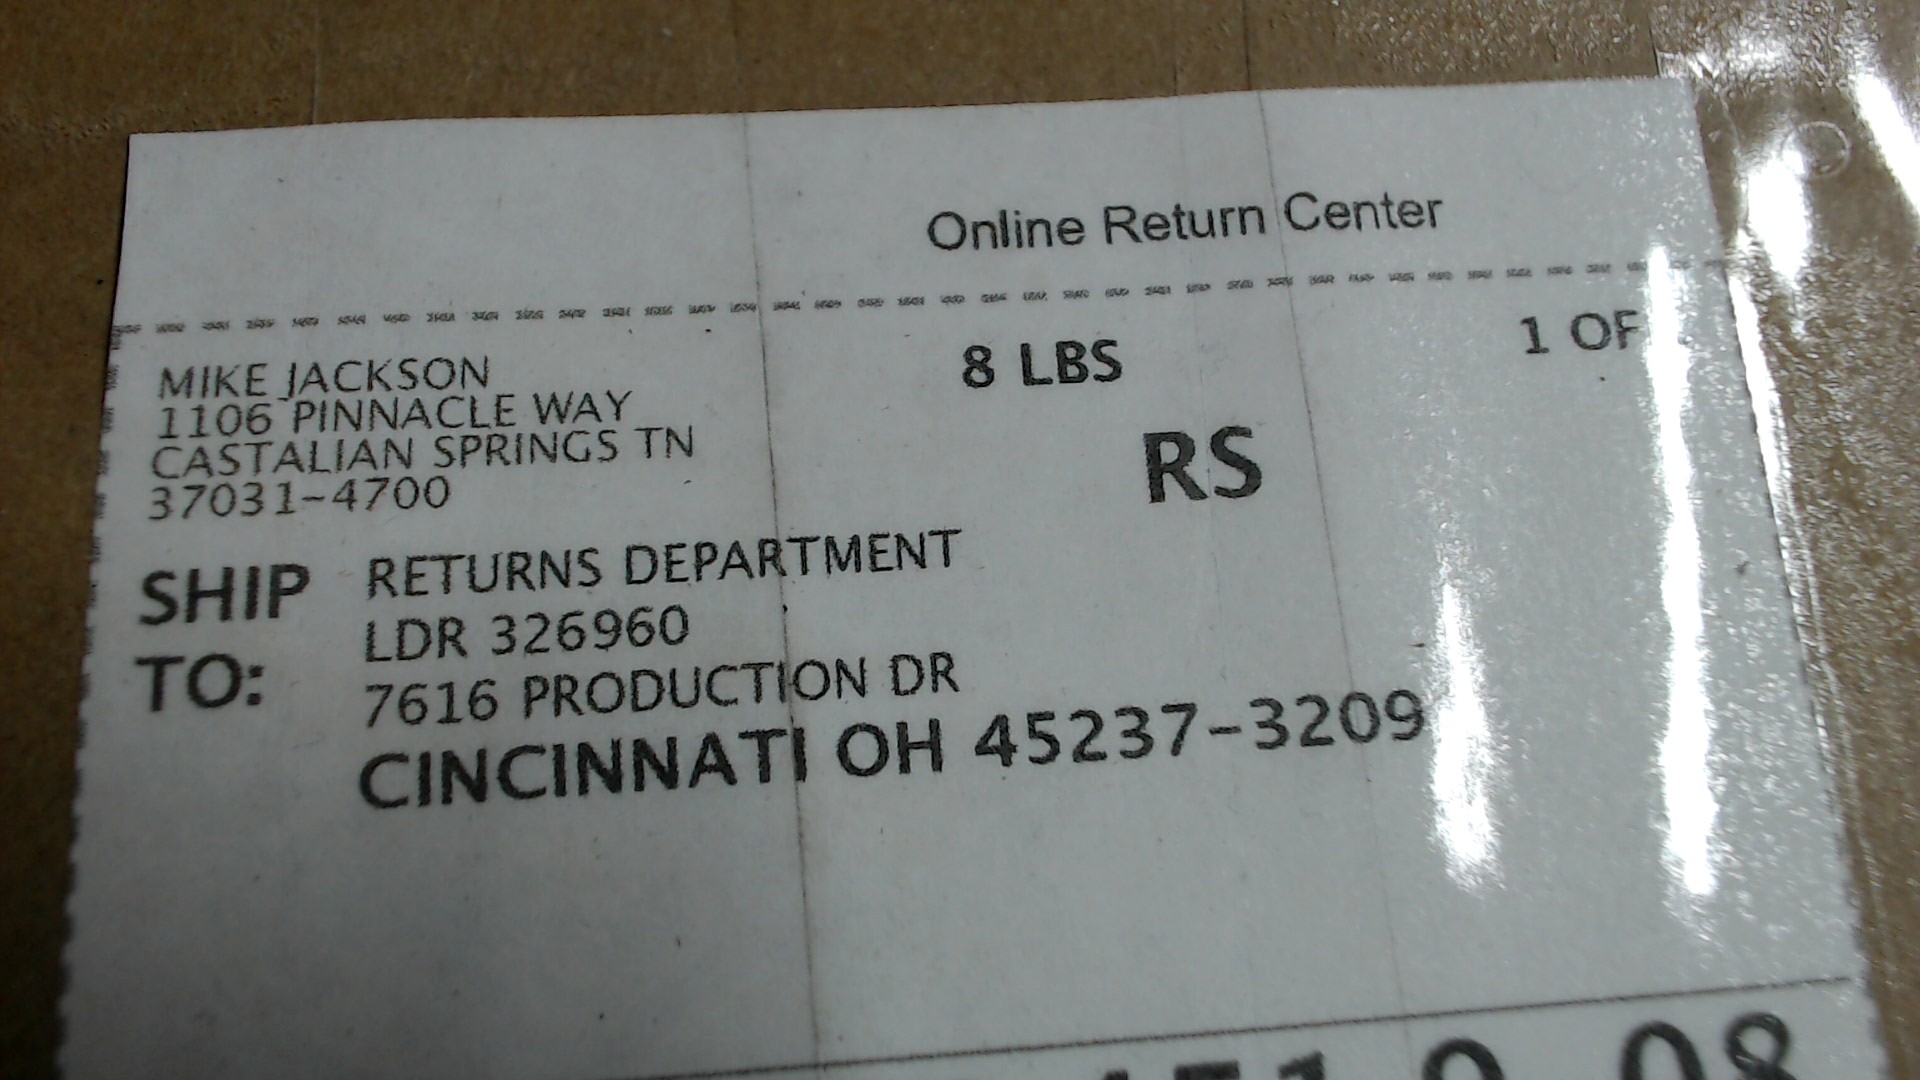 Online Return Center
MIKE JACKSON
1106 PINNACLE WAY
CASTALIAN SPRINGS TN
37031-4700
8 LBS
1 OF
RS
SHIP TO:
RETURNS DEPARTMENT
LDR 326960
7616 PRODUCTION DR
CINCINNATI OH 45237-3209